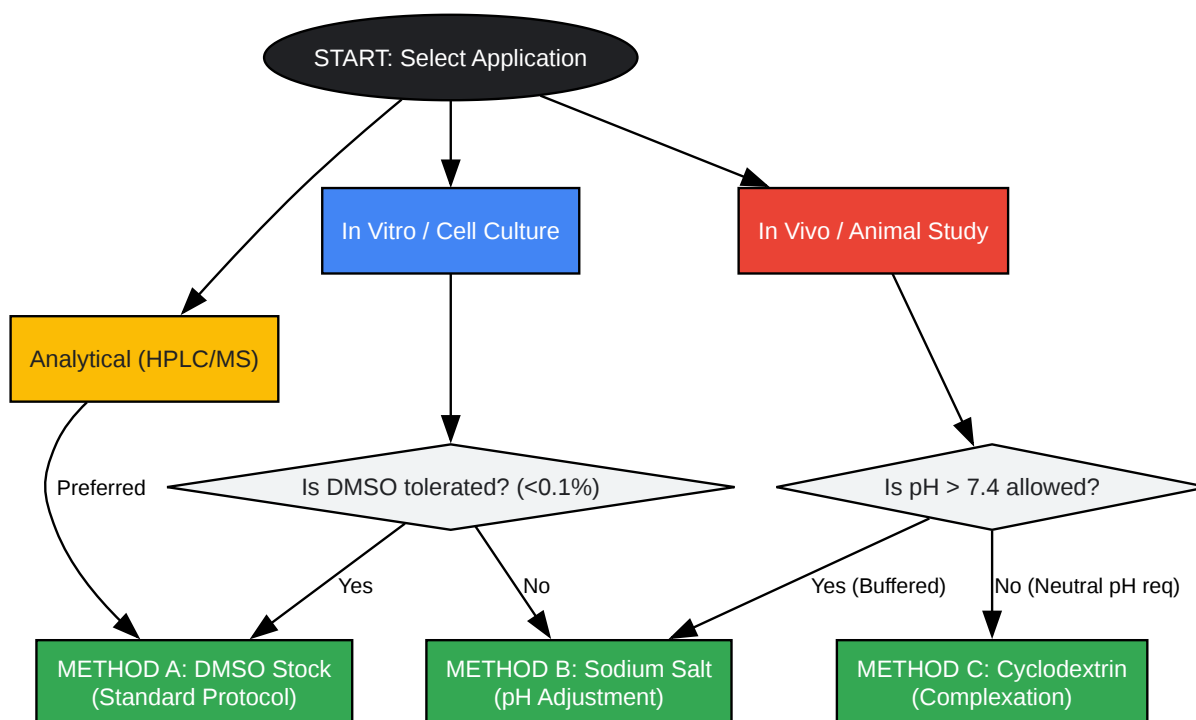 START: Select Application
In Vitro / Cell Culture
In Vivo / Animal Study
Analytical (HPLC/MS)
Preferred
Is DMSO tolerated? (<0.1%)
Is pH > 7.4 allowed?
Yes
No
Yes (Buffered)
No (Neutral pH req)
METHOD A: DMSO Stock
(Standard Protocol)
METHOD B: Sodium Salt
(pH Adjustment)
METHOD C: Cyclodextrin
(Complexation)